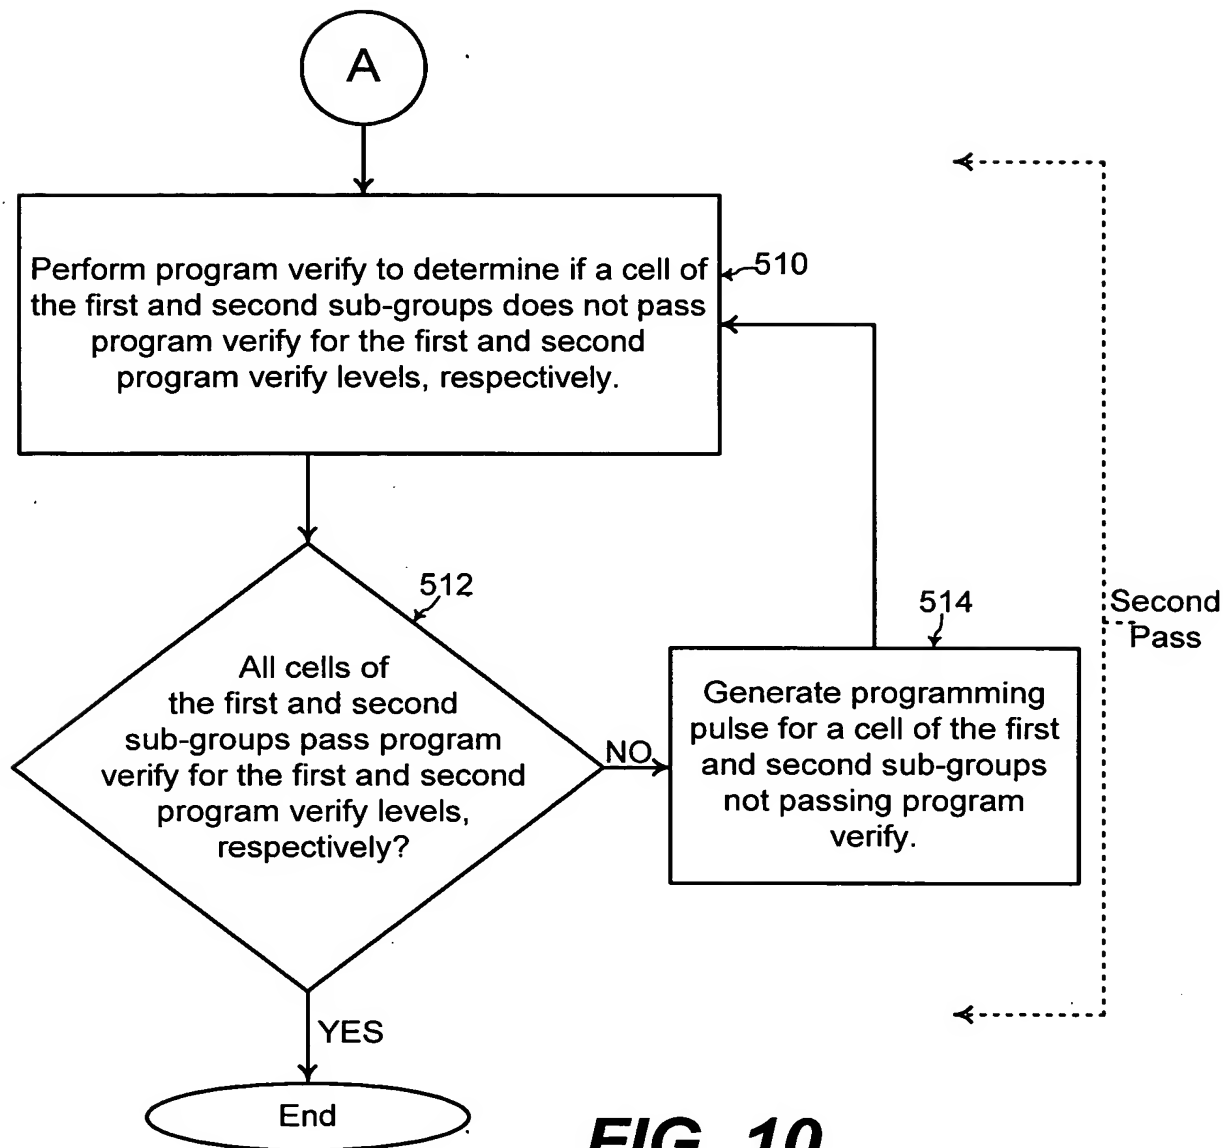 A
Perform program verify to determine if a cell of
the first and second sub-groups does not pass
program verify for the first and second
program verify levels, respectively.
510
512
All cells of
the first and second
sub-groups pass program
verify for the first and second
program verify levels,
respectively?
NO
514
Generate programming
pulse for a cell of the first
and second sub-groups
not passing program
verify.
Second
Pass
YES
End
FIG. 10